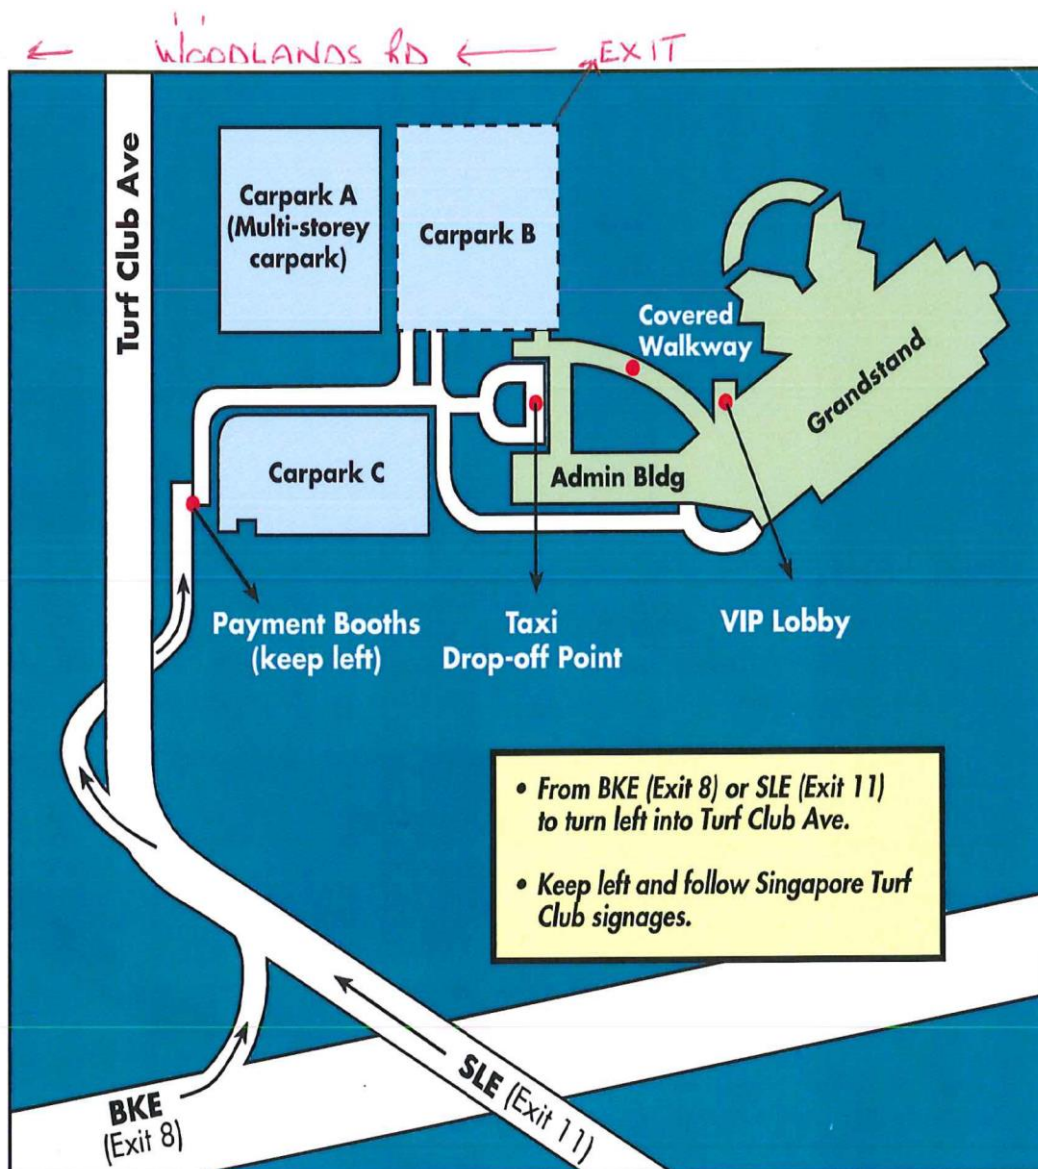 ← WOODLANDS RD ← EXIT
Turf Club Ave
Carpark A
(Multi-storey
carpark)
Carpark B
Covered
Walkway
Grandstand
Carpark C
Admin Bldg
Payment Booths
(keep left)
Taxi
Drop-off Point
VIP Lobby
• From BKE (Exit 8) or SLE (Exit 11)
to turn left into Turf Club Ave.
• Keep left and follow Singapore Turf
Club signages.
BKE
(Exit 8)
SLE (Exit 11)